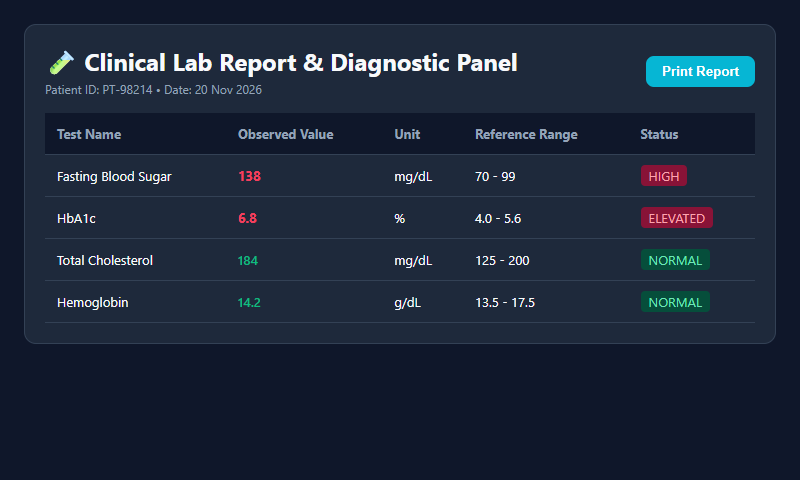 Clinical Lab Report & Diagnostic Panel
Patient ID: PT-98214 • Date: 20 Nov 2026
Print Report
Test Name Observed Value Unit Reference Range Status
Fasting Blood Sugar 138 mg/dL 70 - 99 HIGH
HbA1c 6.8 % 4.0 - 5.6 ELEVATED
Total Cholesterol 184 mg/dL 125 - 200 NORMAL
Hemoglobin 14.2 g/dL 13.5 - 17.5 NORMAL